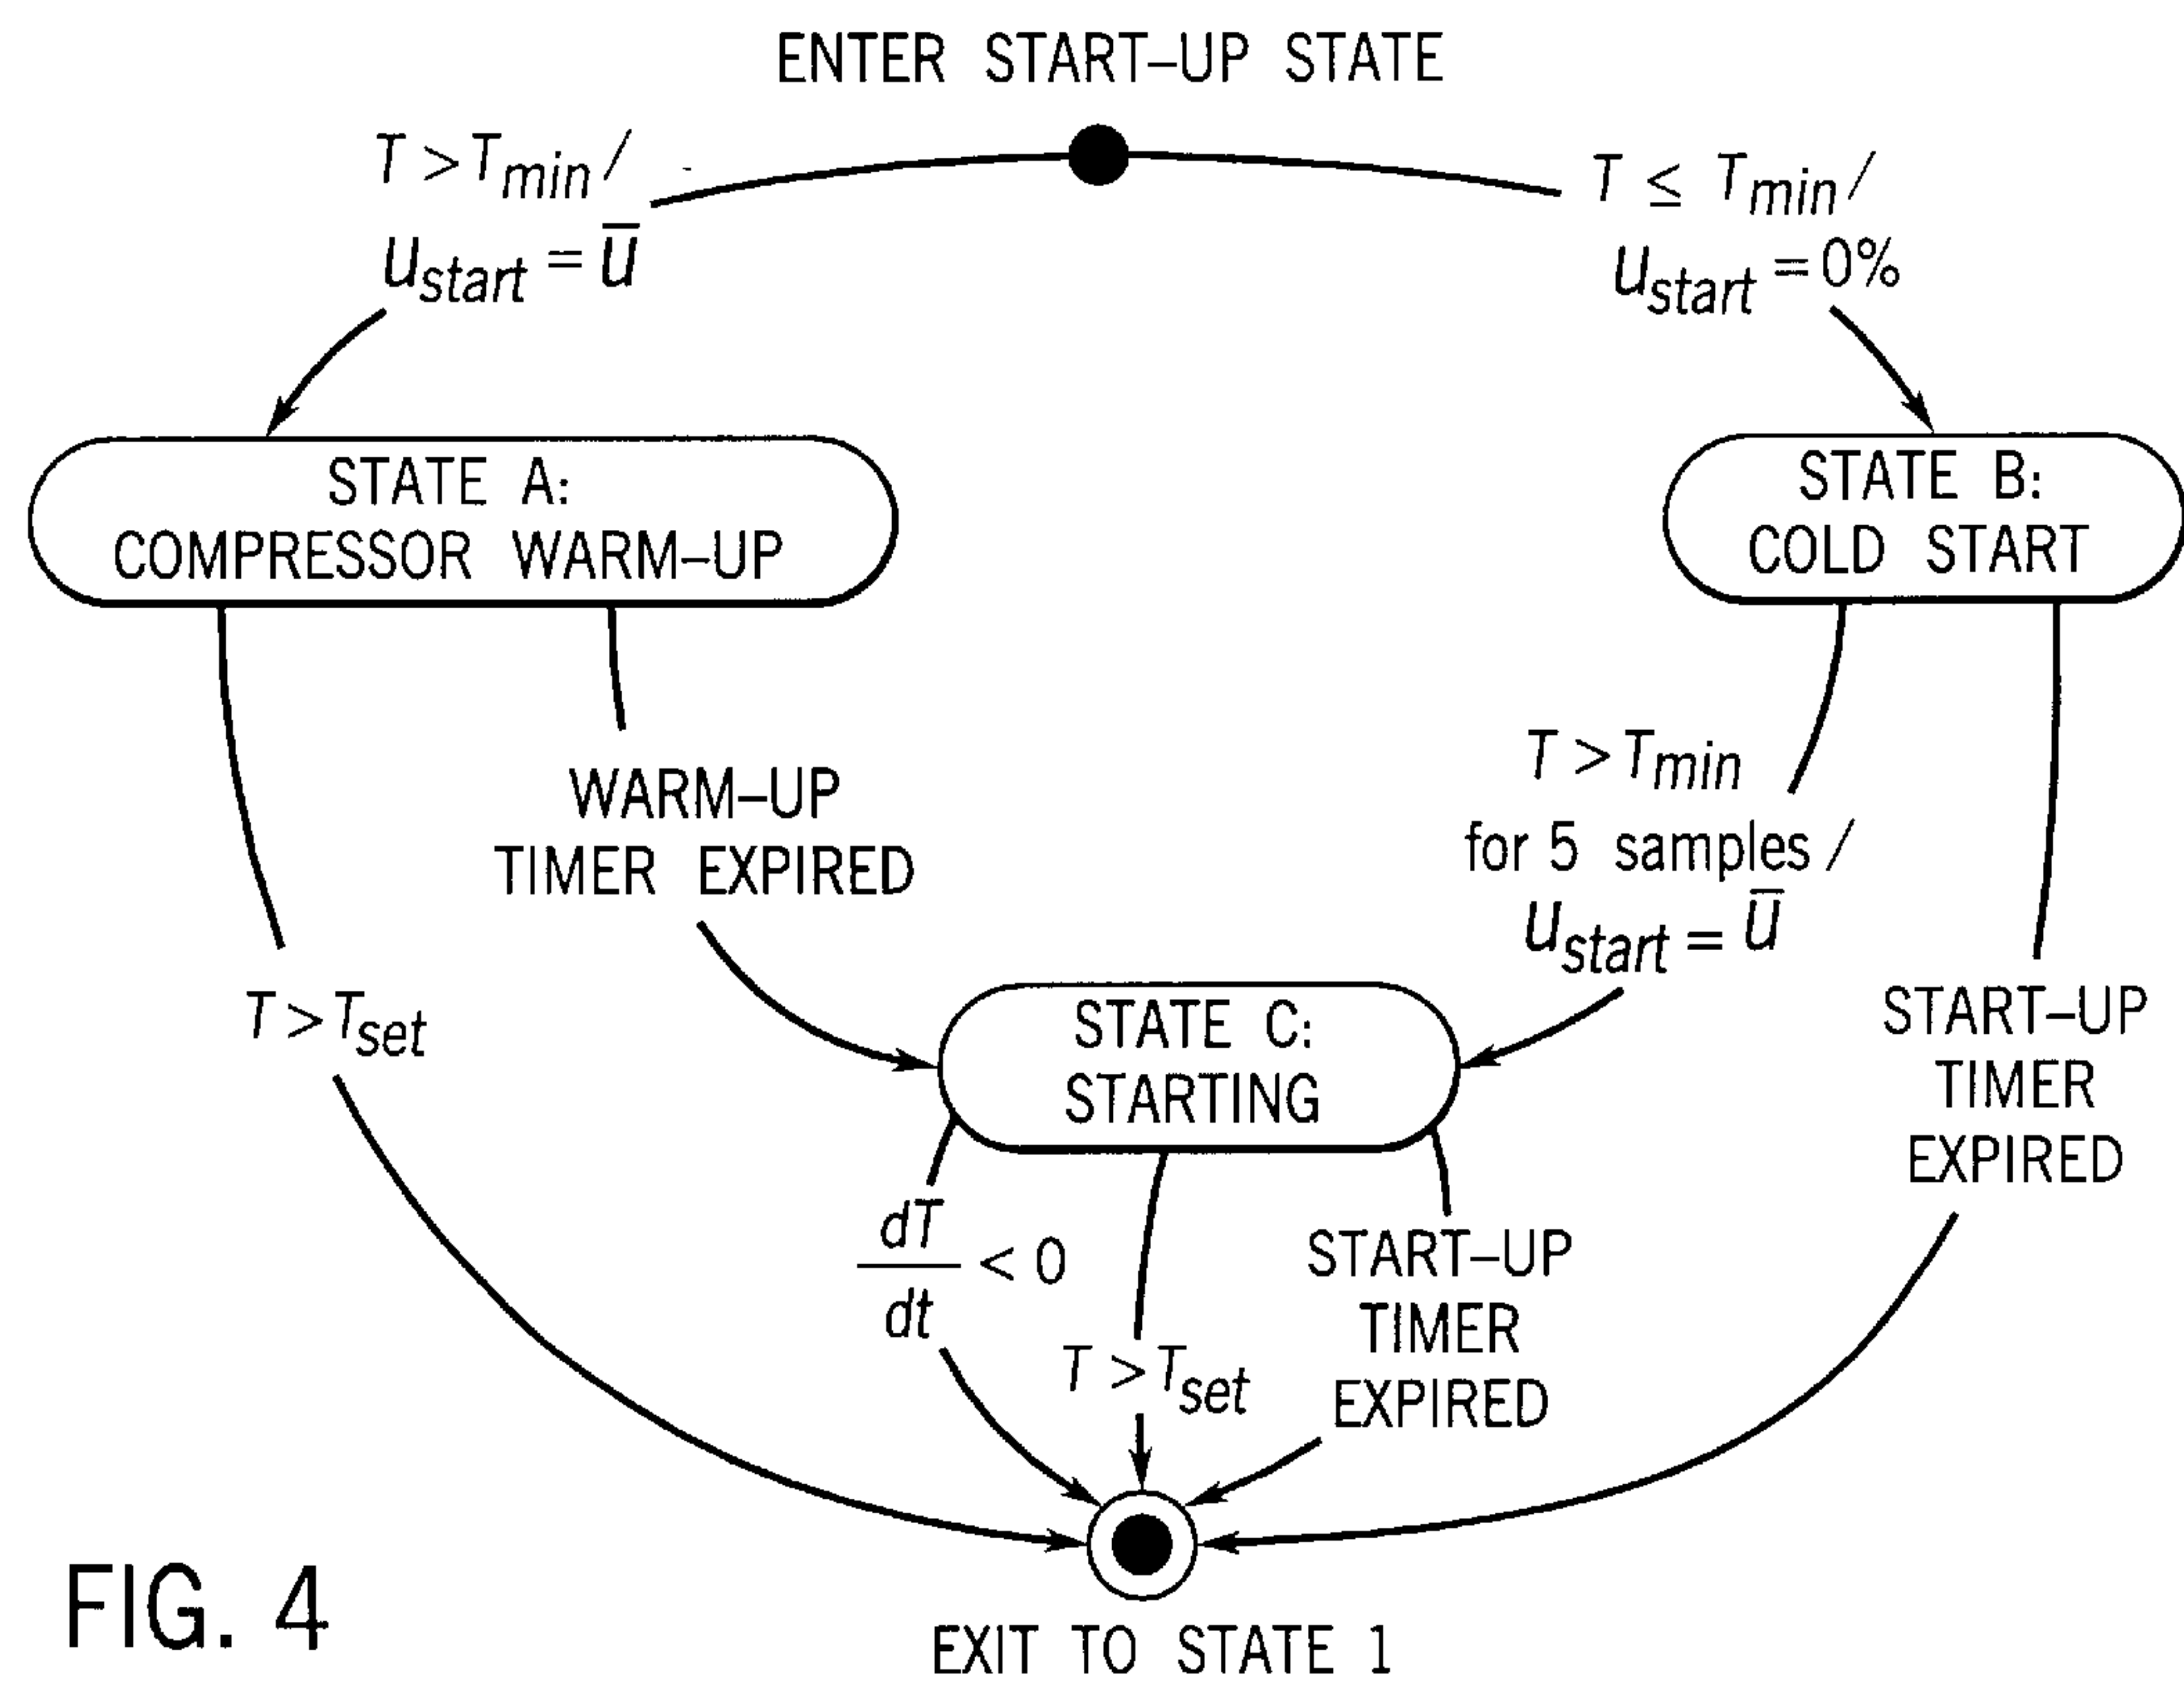 ENTER START–UP STATE
T > Tmin /
ustart = ū
T ≤ Tmin /
ustart = 0%
STATE A:
COMPRESSOR WARM–UP
STATE B:
COLD START
WARM–UP
TIMER EXPIRED
T > Tmin
for 5 samples /
ustart = ū
T > Tset
STATE C:
STARTING
START–UP
TIMER
EXPIRED
dT
dt
< 0
T > Tset
START–UP
TIMER
EXPIRED
FIG. 4
EXIT TO STATE 1